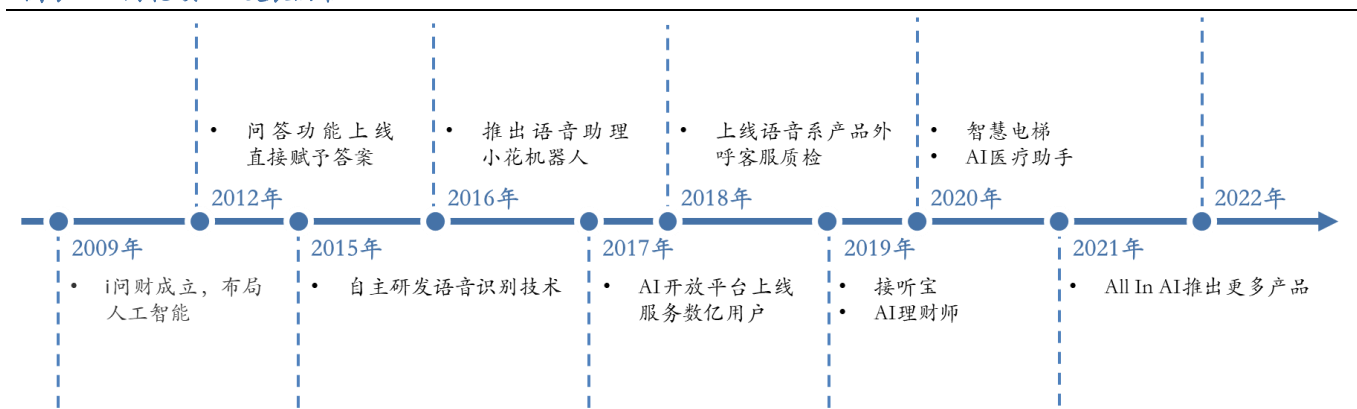 • 问答功能上线
直接赋予答案
• 推出语音助理
小花机器人
• 上线语音系产品外
呼客服质检
• 智慧电梯
• AI医疗助手
2012年
2016年
2018年
2020年
2022年
2009年
2015年
2017年
2019年
2021年
• i问财成立，布局
人工智能
• 自主研发语音识别技术
• AI开放平台上线
服务数亿用户
• 接听宝
• AI理财师
• All In AI推出更多产品